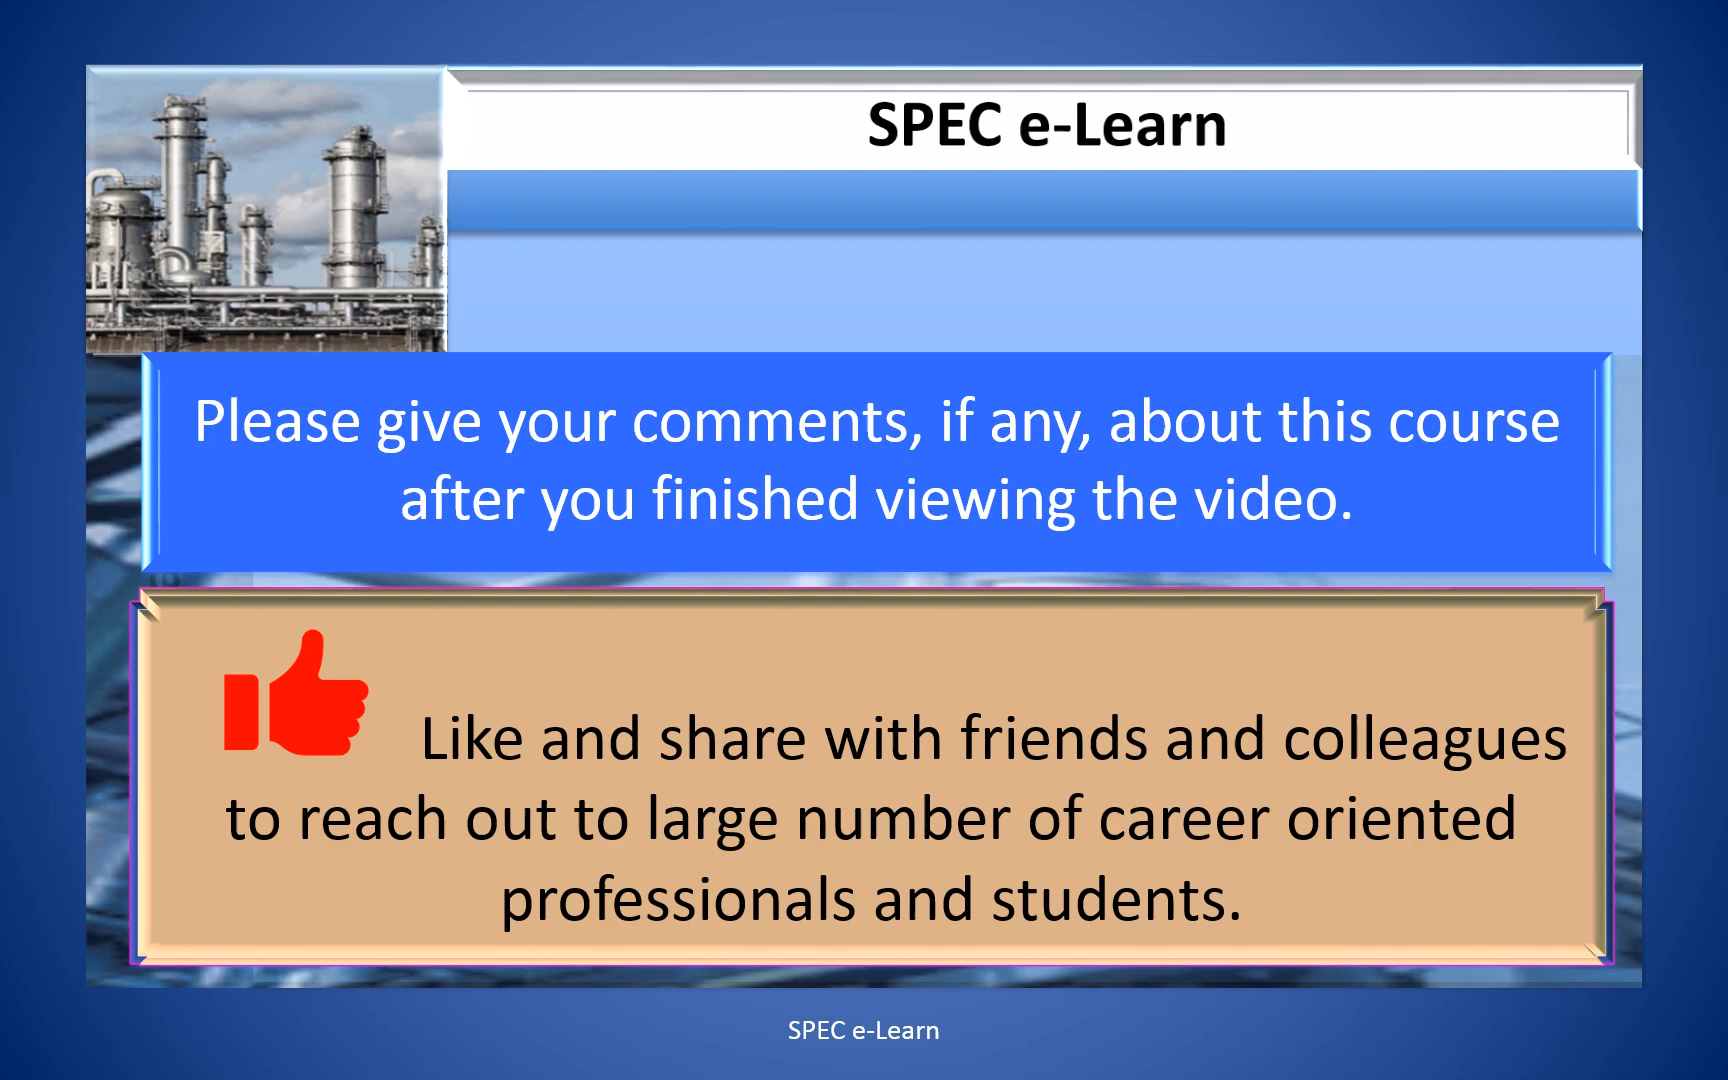 SPEC e-Learn
Please give your comments, if any, about this course
after you finished viewing the video.
Like and share with friends and colleagues
to reach out to large number of career oriented
professionals and students.
SPEC e-Learn